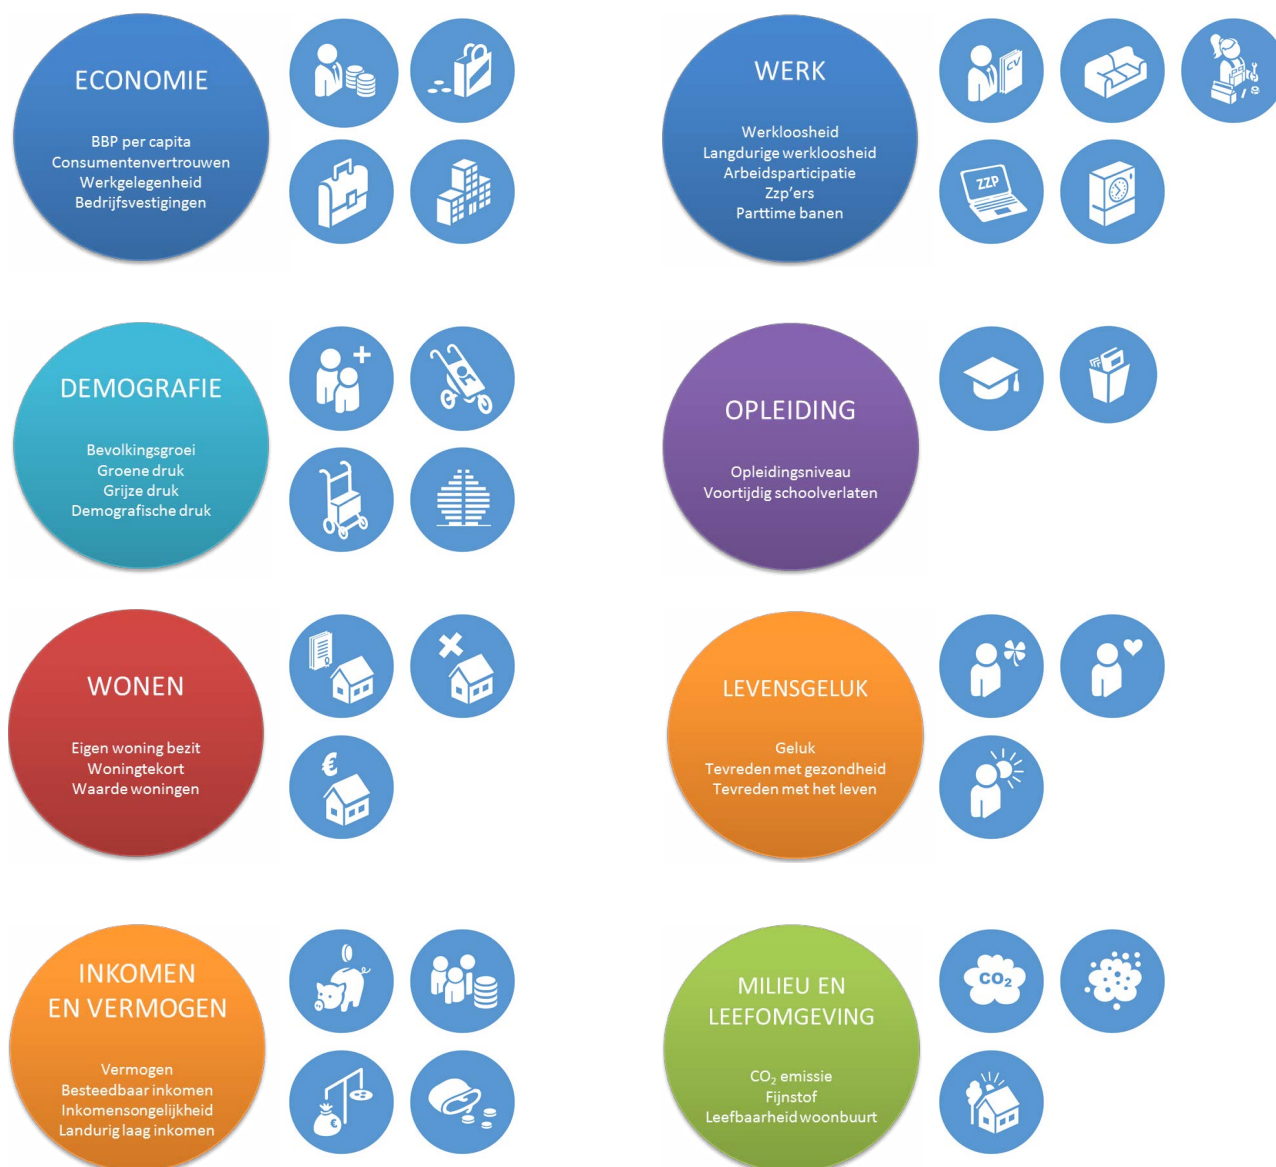 ECONOMIE
BBP per capita
Consumentenvertrouwen
Werkgelegenheid
Bedrijfsvestigingen
WERK
Werkloosheid
Langdurige werkloosheid
Arbeidsparticipatie
Zzp'ers
Parttime banen
CV
ZZP
DEMOGRAFIE
Bevolkingsgroei
Groene druk
Grijze druk
Demografische druk
OPLEIDING
Opleidingsniveau
Voortijdig schoolverlaten
WONEN
Eigen woning bezit
Woningtekort
Waarde woningen
€
LEVENSGELUK
Geluk
Tevreden met gezondheid
Tevreden met het leven
INKOMEN
EN VERMOGEN
Vermogen
Besteedbaar inkomen
Inkomensongelijkheid
Landurig laag inkomen
€
MILIEU EN
LEEFOMGEVING
CO₂ emissie
Fijnstof
Leefbaarheid woonbuurt
CO₂